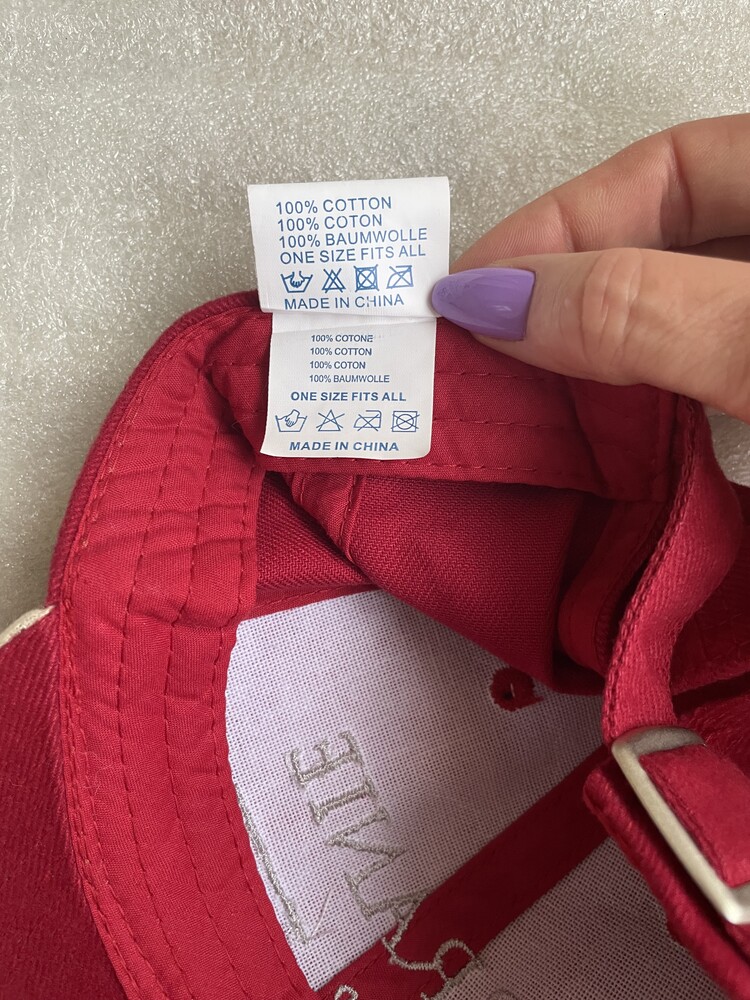 100% COTTON
100% COTON
100% BAUMWOLLE
ONE SIZE FITS ALL
MADE IN CHINA
100% COTONE
100% COTTON
100% COTON
100% BAUMWOLLE
ONE SIZE FITS ALL
MADE IN CHINA